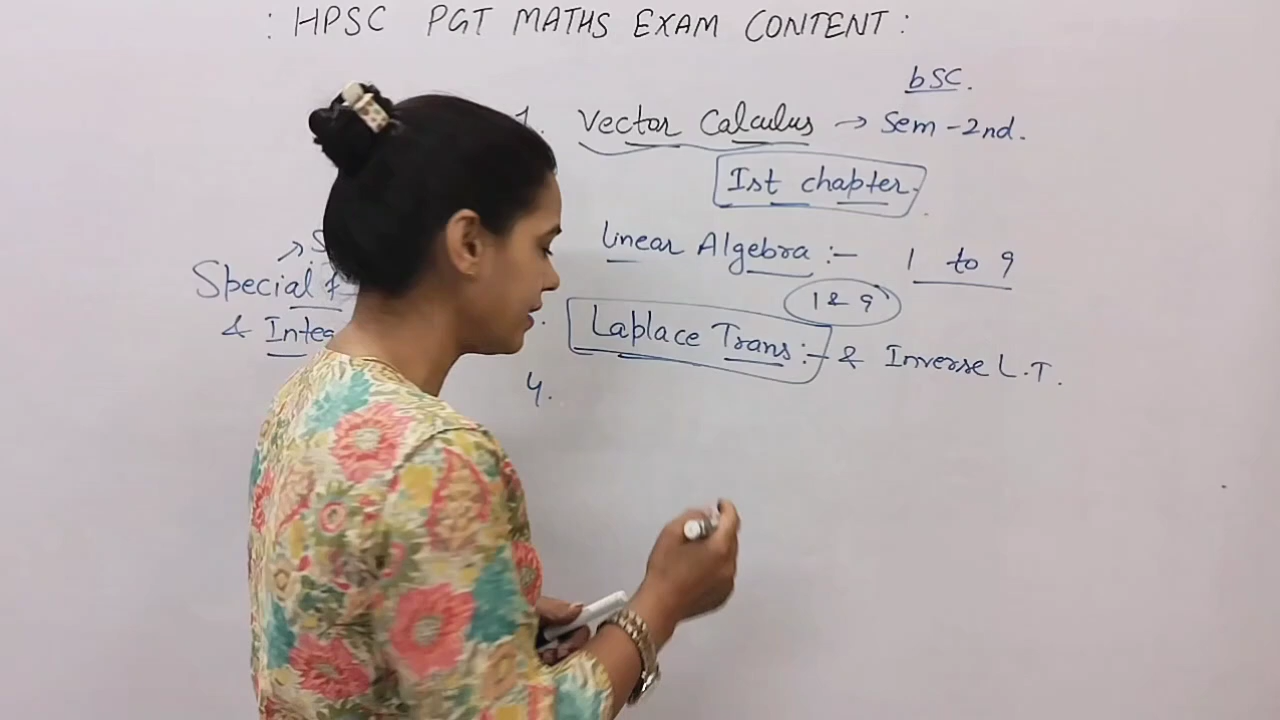 : HPSC PGT MATHS EXAM CONTENT :
bSC.
1. Vector Calculus → Sem - 2nd.
Ist chapter.
Linear Algebra :- 1 to 9
1 & 9
Laplace Trans :- & Inverse L.T.
4.
Special
&